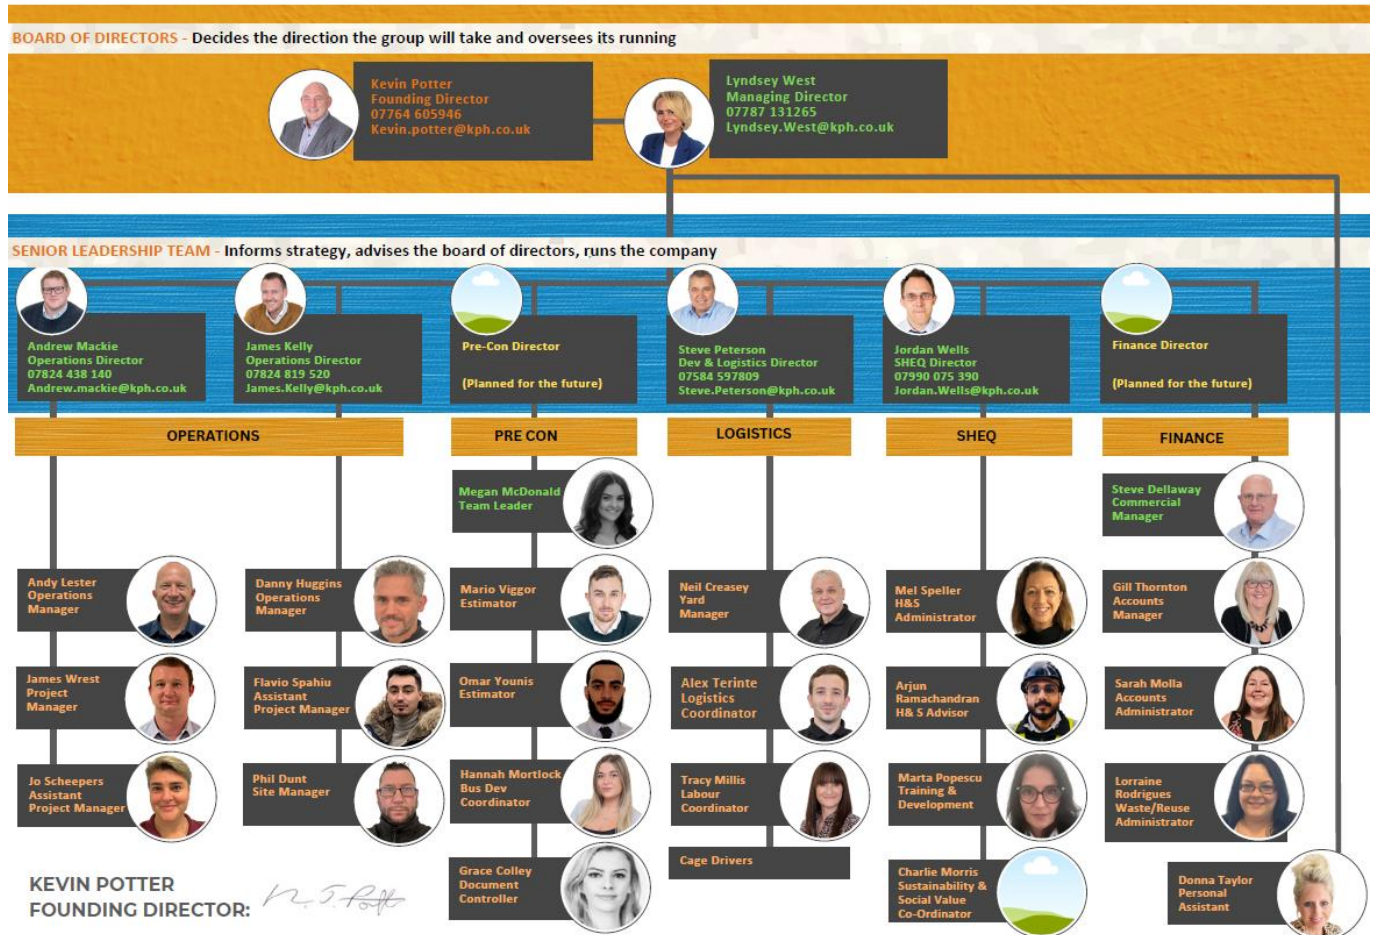 BOARD OF DIRECTORS - Decides the direction the group will take and oversees its running
Kevin Potter
Founding Director
07764 605946
Kevin.potter@kph.co.uk
Lyndsey West
Managing Director
07787 131265
Lyndsey.West@kph.co.uk
SENIOR LEADERSHIP TEAM - Informs strategy, advises the board of directors, runs the company
Andrew Mackie
Operations Director
07824 438 140
Andrew.mackie@kph.co.uk
James Kelly
Operations Director
07824 819 520
James.Kelly@kph.co.uk
Pre-Con Director
(Planned for the future)
Steve Peterson
Dev & Logistics Director
07584 597809
Steve.Peterson@kph.co.uk
Jordan Wells
SHEQ Director
07990 075 390
Jordan.Wells@kph.co.uk
Finance Director
(Planned for the future)
OPERATIONS
PRE CON
LOGISTICS
SHEQ
FINANCE
Megan McDonald
Team Leader
Steve Dellaway
Commercial
Manager
Andy Lester
Operations
Manager
Danny Huggins
Operations
Manager
Mario Viggor
Estimator
Neil Creasey
Yard
Manager
Mel Speller
H&S
Administrator
Gill Thornton
Accounts
Manager
James Wrest
Project
Manager
Flavio Spahiu
Assistant
Project Manager
Omar Younis
Estimator
Alex Terinte
Logistics
Coordinator
Arjun
Ramachandran
H& S Advisor
Sarah Molla
Accounts
Administrator
Jo Scheepers
Assistant
Project Manager
Phil Dunt
Site Manager
Hannah Mortlock
Bus Dev
Coordinator
Tracy Millis
Labour
Coordinator
Marta Popescu
Training &
Development
Lorraine
Rodrigues
Waste/Reuse
Administrator
Grace Colley
Document
Controller
Cage Drivers
Charlie Morris
Sustainability &
Social Value
Co-Ordinator
Donna Taylor
Personal
Assistant
KEVIN POTTER
FOUNDING DIRECTOR: